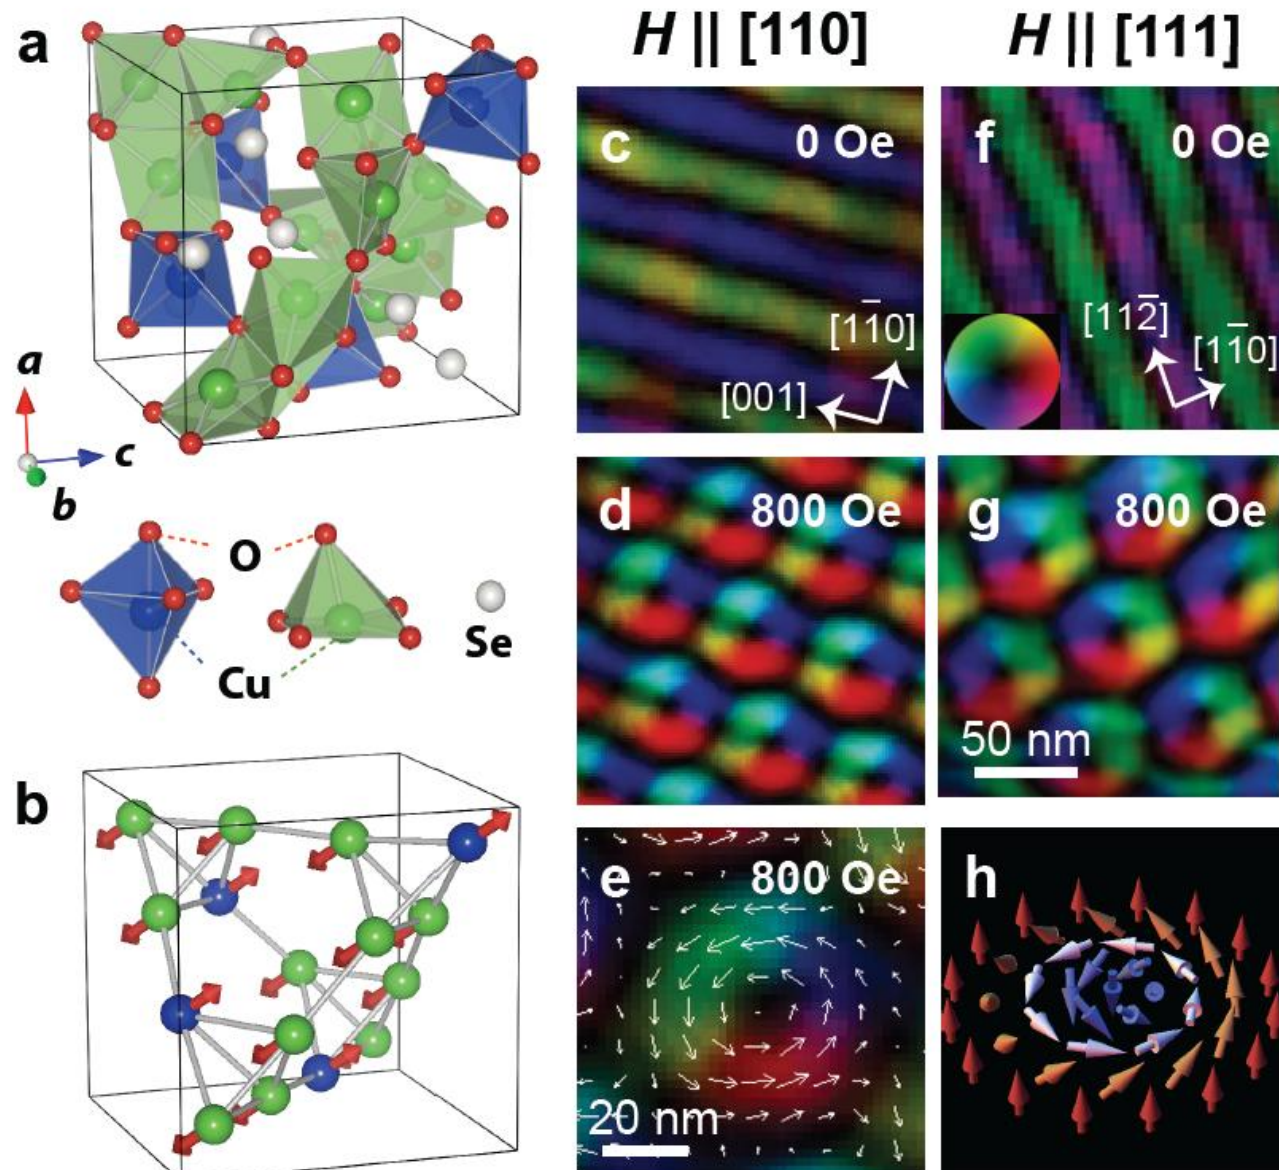 a
a
c
b
O
Se
Cu
b
H || [110]
H || [111]
c
0 Oe
[11̅0]
[001]
f
0 Oe
[112̅]
[11̅0]
d
800 Oe
g
800 Oe
50 nm
e
800 Oe
20 nm
h